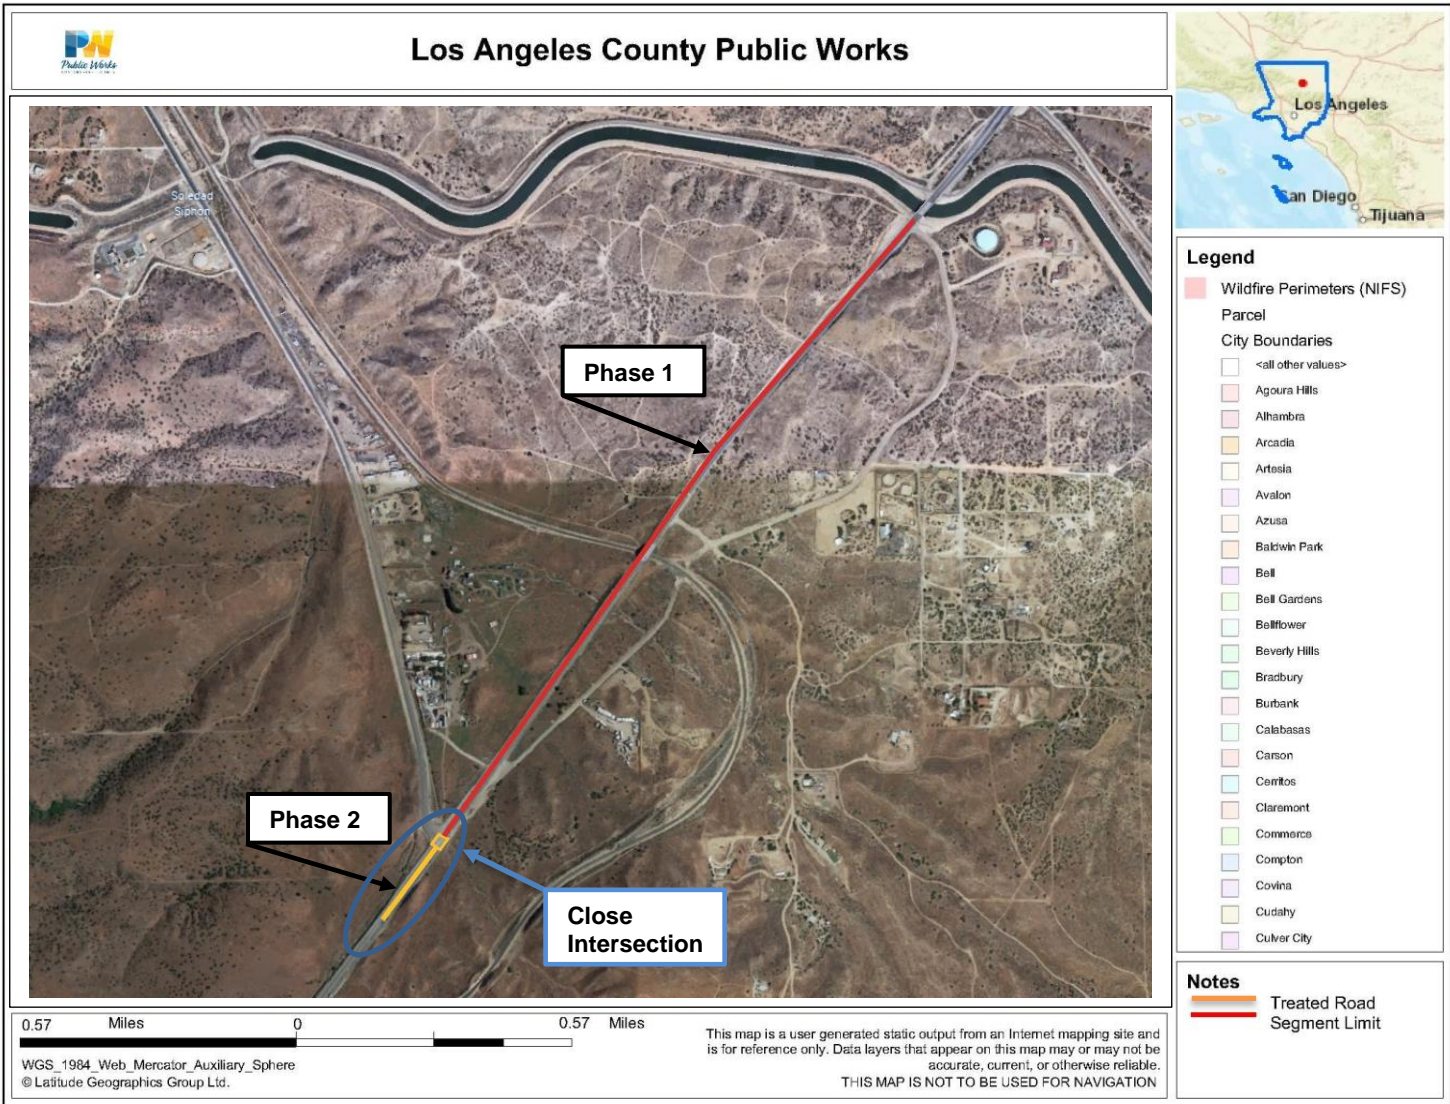 Public Works
Los Angeles County Public Works
Los Angeles
San Diego
Tijuana
Soledad
Siphon
Phase 1
Phase 2
Close
Intersection
Legend
Wildfire Perimeters (NIFS)
Parcel
City Boundaries
<all other values>
Agoura Hills
Alhambra
Arcadia
Artesia
Avalon
Azusa
Baldwin Park
Bell
Bell Gardens
Bellflower
Beverly Hills
Bradbury
Burbank
Calabasas
Carson
Cerritos
Claremont
Commerce
Compton
Covina
Cudahy
Culver City
Notes
Treated Road
Segment Limit
0.57 Miles 0 0.57 Miles
WGS_1984_Web_Mercator_Auxiliary_Sphere
© Latitude Geographics Group Ltd.
This map is a user generated static output from an Internet mapping site and
is for reference only. Data layers that appear on this map may or may not be
accurate, current, or otherwise reliable.
THIS MAP IS NOT TO BE USED FOR NAVIGATION